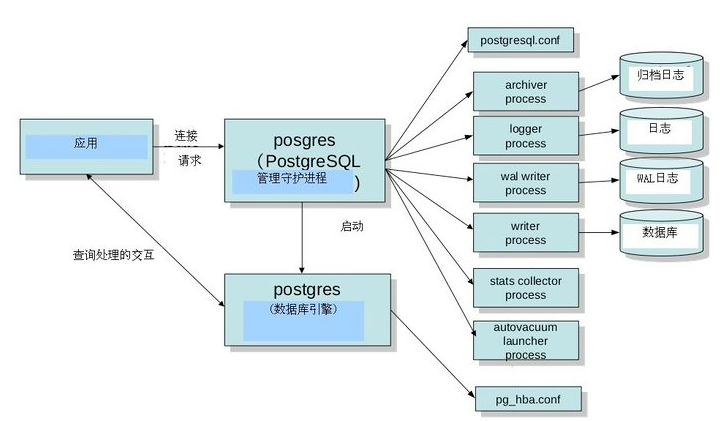 postgresql.conf
archiver
process
归档日志
logger
process
日志
应用
连接
请求
posgres
(PostgreSQL
管理守护进程
)
wal writer
process
WAL日志
writer
process
数据库
启动
查询处理的交互
postgres
(数据库引擎)
stats collector
process
autovacuum
launcher
process
pg_hba.conf